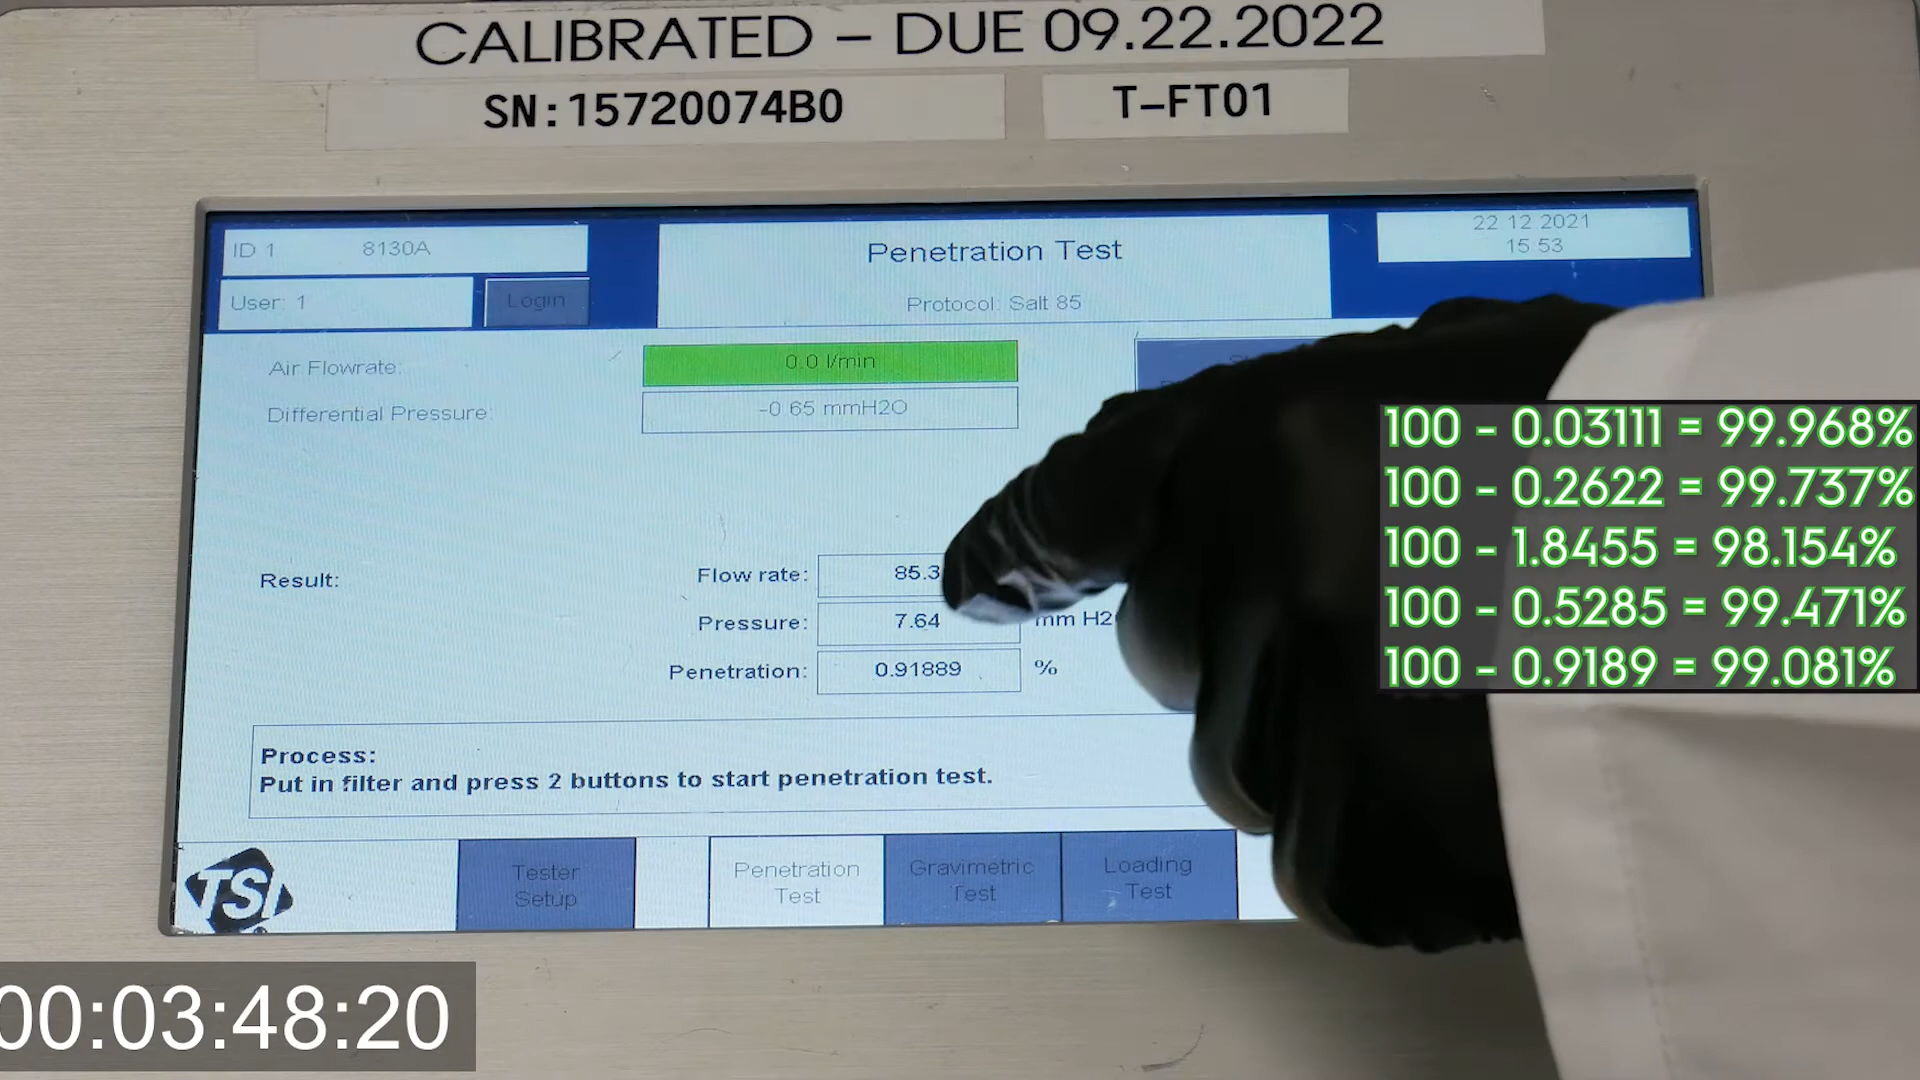 CALIBRATED – DUE 09.22.2022
SN:15720074B0
T-FT01
ID 1 8130A
User: 1
Login
Penetration Test
Protocol: Salt 85
22 12 2021
15 53
Air Flowrate:
0.0 l/min
Differential Pressure:
-0.65 mmH2O
Result:
Flow rate: 85.3
Pressure: 7.64 mm H2
Penetration: 0.91889 %
Process:
Put in filter and press 2 buttons to start penetration test.
TSI
Tester
Setup
Penetration
Test
Gravimetric
Test
Loading
Test
100 - 0.03111 = 99.968%
100 - 0.2622 = 99.737%
100 - 1.8455 = 98.154%
100 - 0.5285 = 99.471%
100 - 0.9189 = 99.081%
00:03:48:20